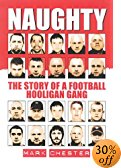 NAUGHTY
THE STORY OF A FOOTBALL
HOOLIGAN GANG
MARK CHESTER
30%
off